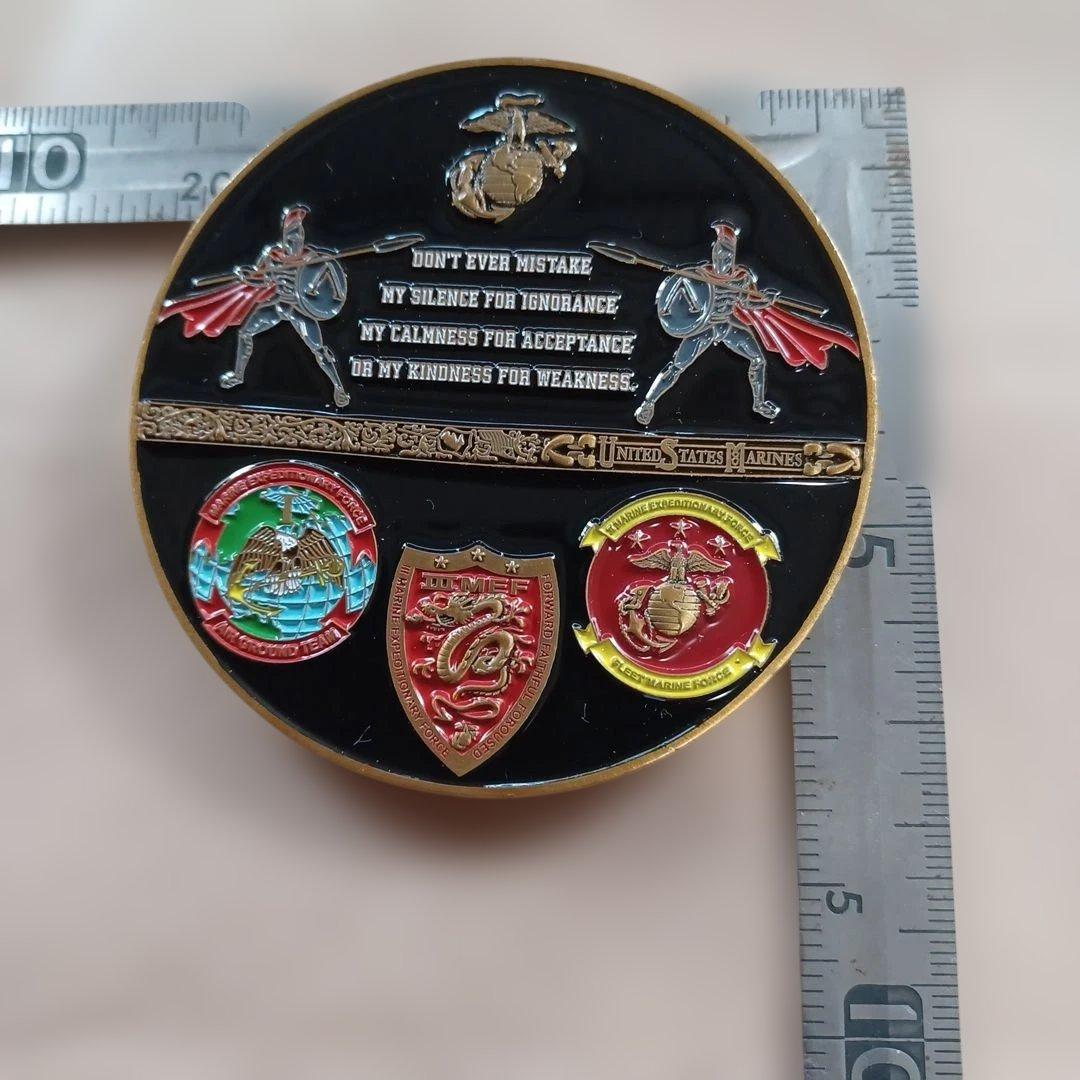 10
20
DON'T EVER MISTAKE
MY SILENCE FOR IGNORANCE
MY CALMNESS FOR ACCEPTANCE
OR MY KINDNESS FOR WEAKNESS.
UNITED STATES MARINES
MARINE EXPEDITIONARY FORCE
I
AIR GROUND TEAM
III MEF
III MARINE EXPEDITIONARY FORCE
FORWARD FAITHFUL FOROUSED
MARINE EXPEDITIONARY FORCE
FLEET MARINE FORCE
5
5
10